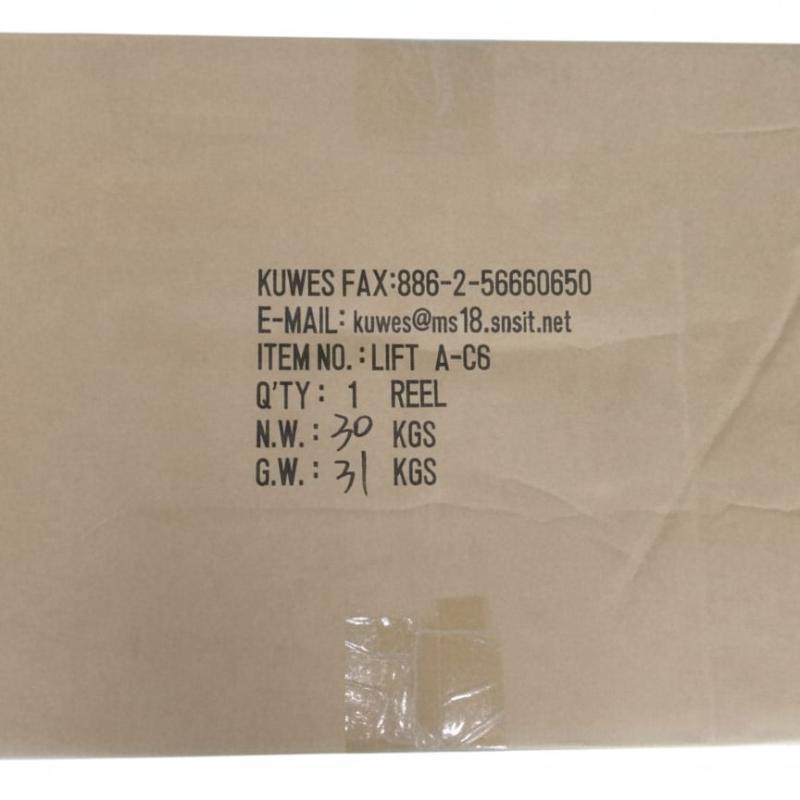 KUWES FAX:886-2-56660650
E-MAIL: kuwes@ms18.snsit.net
ITEM NO.: LIFT A-C6
Q'TY: 1 REEL
N.W.: 30 KGS
G.W.: 31 KGS